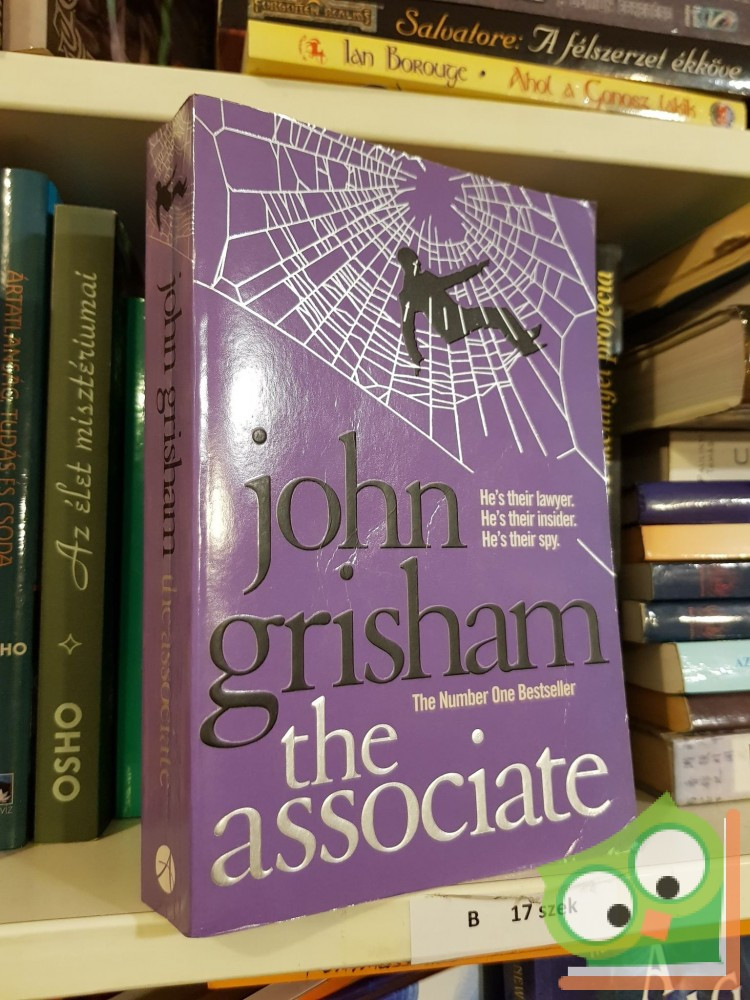 Salvatore: A félszerzet ékköve
Ian Borouge • Ahol a Gonosz Lakik
ÁRTATLANSÁG, TUDÁS ÉS CSODA
OSHO Az élet misztériumai
john grisham the associate
john
grisham
He's their lawyer.
He's their insider.
He's their spy.
The Number One Bestseller
the
associate
B 17 szek